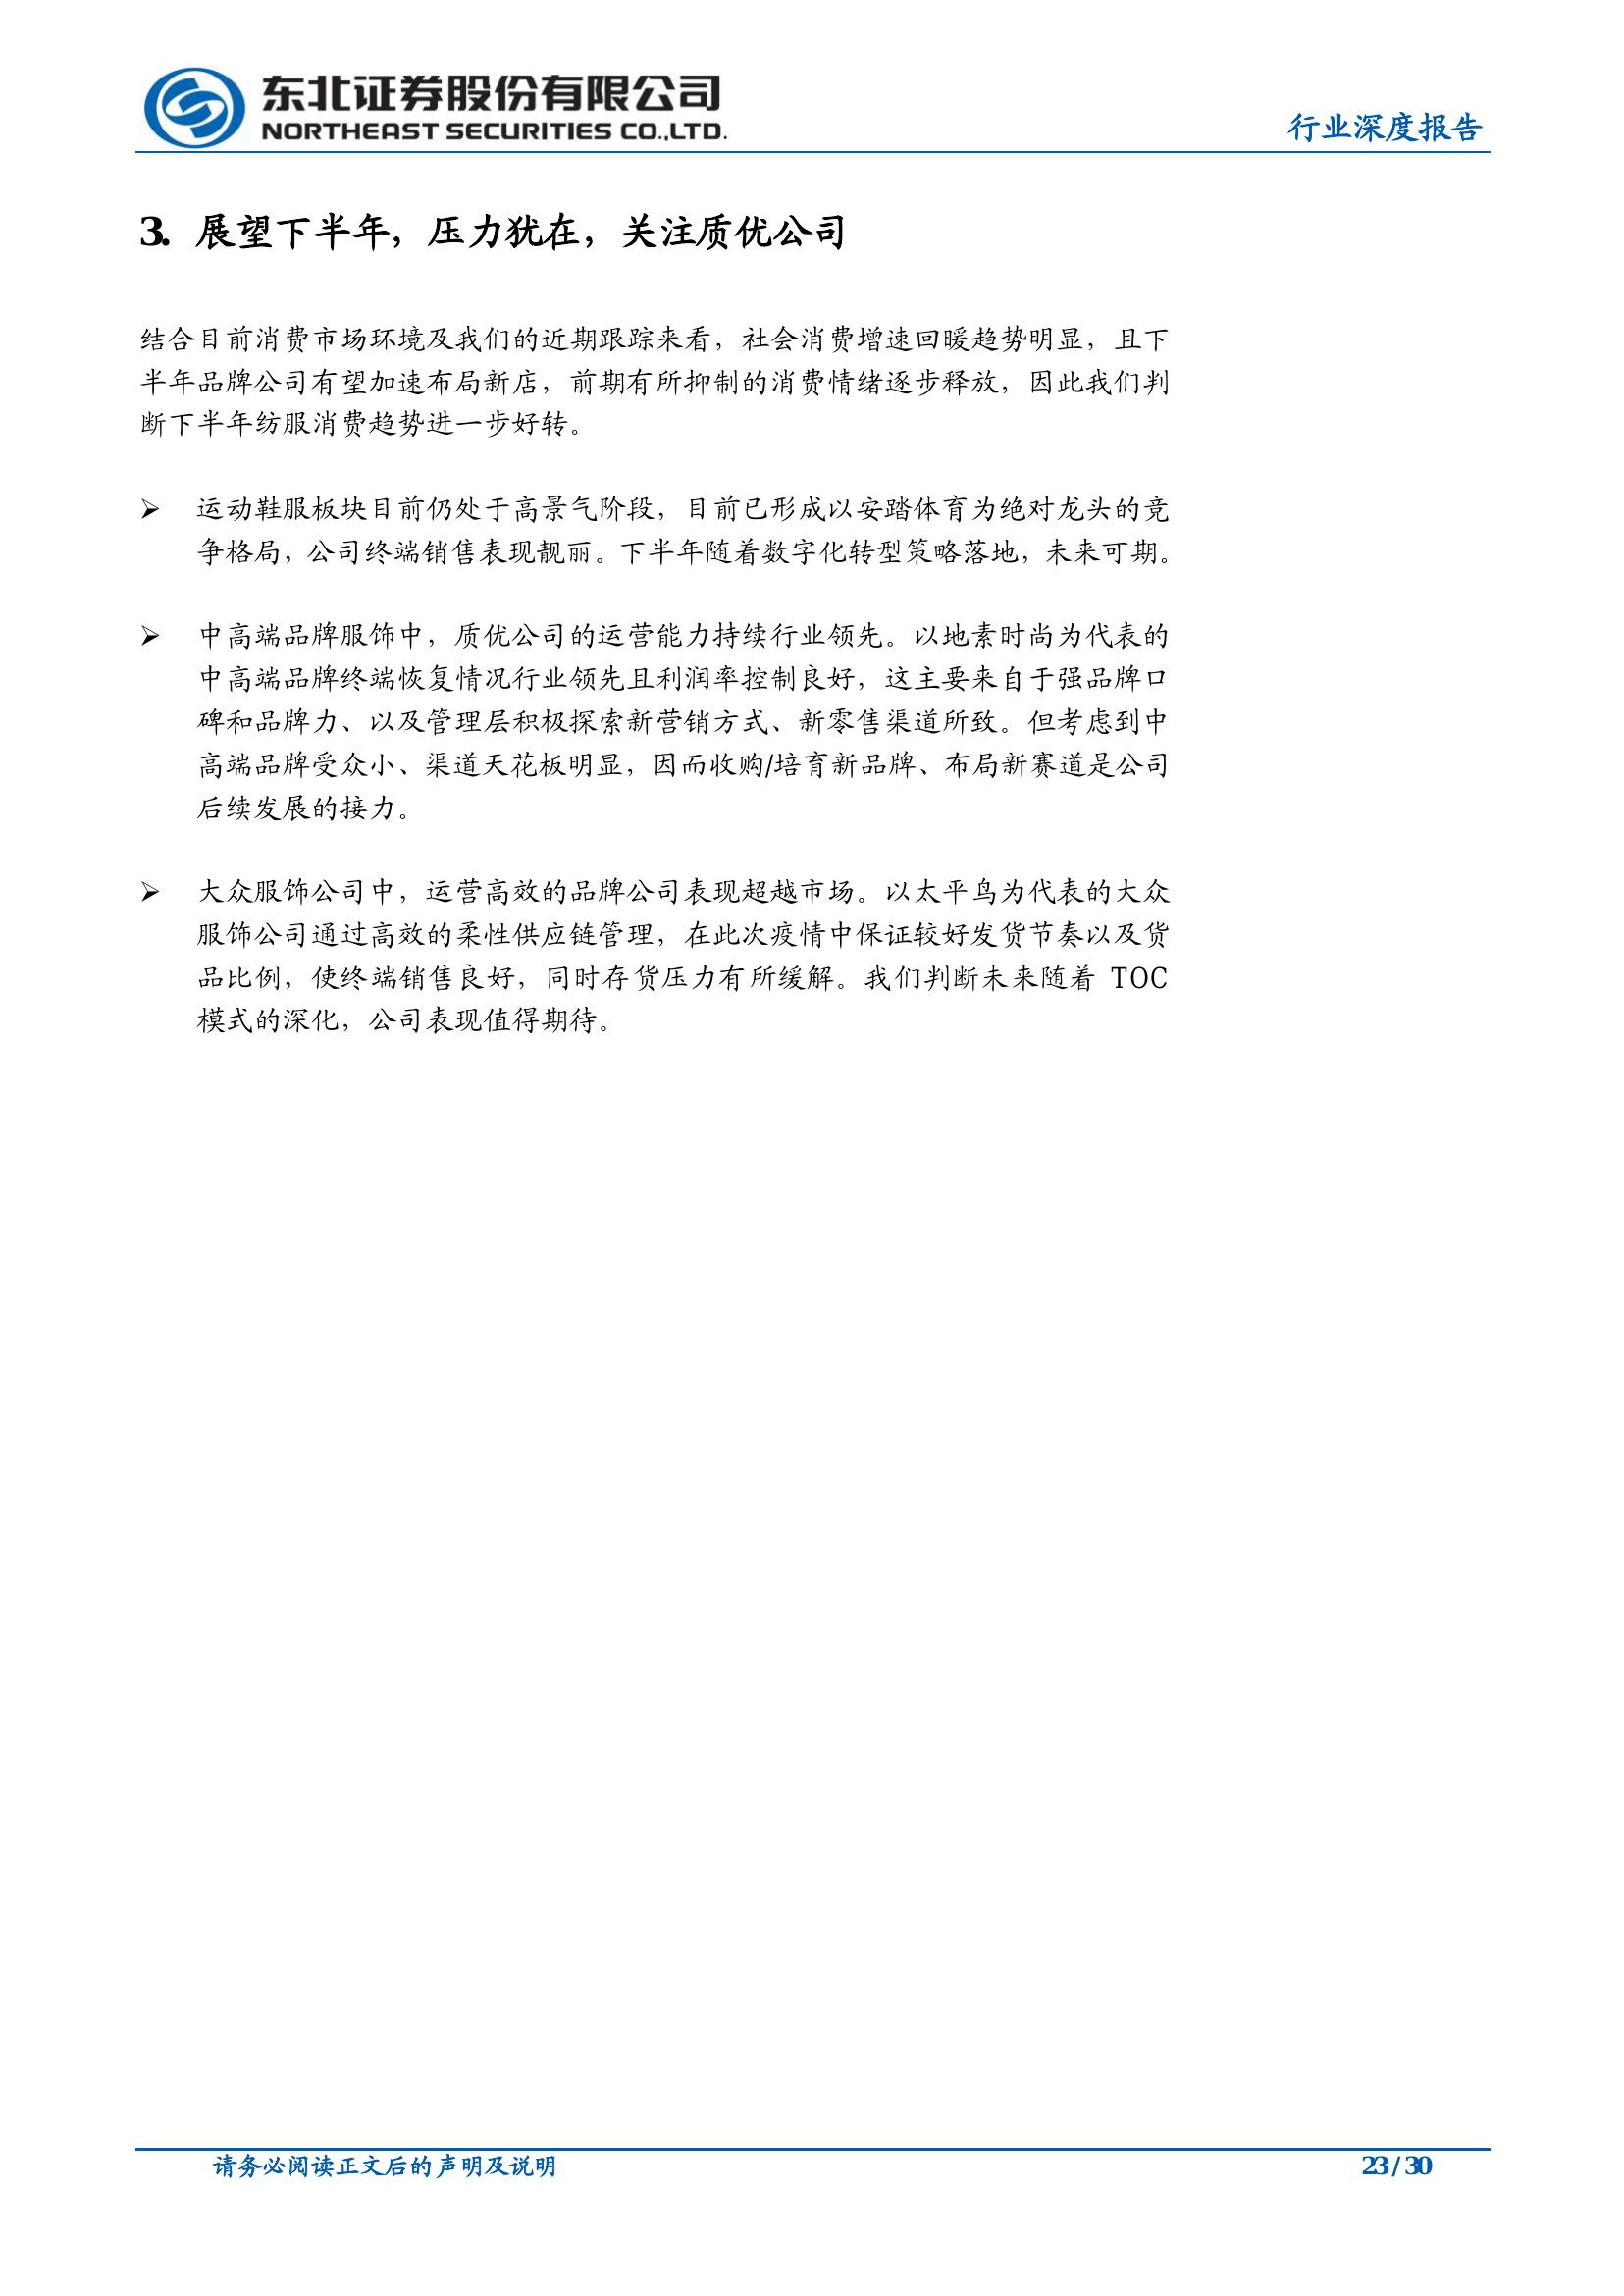 东北证券股份有限公司
NORTHEAST SECURITIES CO.,LTD.
行业深度报告
3. 展望下半年，压力犹在，关注质优公司
结合目前消费市场环境及我们的近期跟踪来看，社会消费增速回暖趋势明显，且下
半年品牌公司有望加速布局新店，前期有所抑制的消费情绪逐步释放，因此我们判
断下半年纺服消费趋势进一步好转。
➢ 运动鞋服板块目前仍处于高景气阶段，目前已形成以安踏体育为绝对龙头的竞
争格局，公司终端销售表现靓丽。下半年随着数字化转型策略落地，未来可期。
➢ 中高端品牌服饰中，质优公司的运营能力持续行业领先。以地素时尚为代表的
中高端品牌终端恢复情况行业领先且利润率控制良好，这主要来自于强品牌口
碑和品牌力、以及管理层积极探索新营销方式、新零售渠道所致。但考虑到中
高端品牌受众小、渠道天花板明显，因而收购/培育新品牌、布局新赛道是公司
后续发展的接力。
➢ 大众服饰公司中，运营高效的品牌公司表现超越市场。以太平鸟为代表的大众
服饰公司通过高效的柔性供应链管理，在此次疫情中保证较好发货节奏以及货
品比例，使终端销售良好，同时存货压力有所缓解。我们判断未来随着 TOC
模式的深化，公司表现值得期待。
请务必阅读正文后的声明及说明
23 / 30